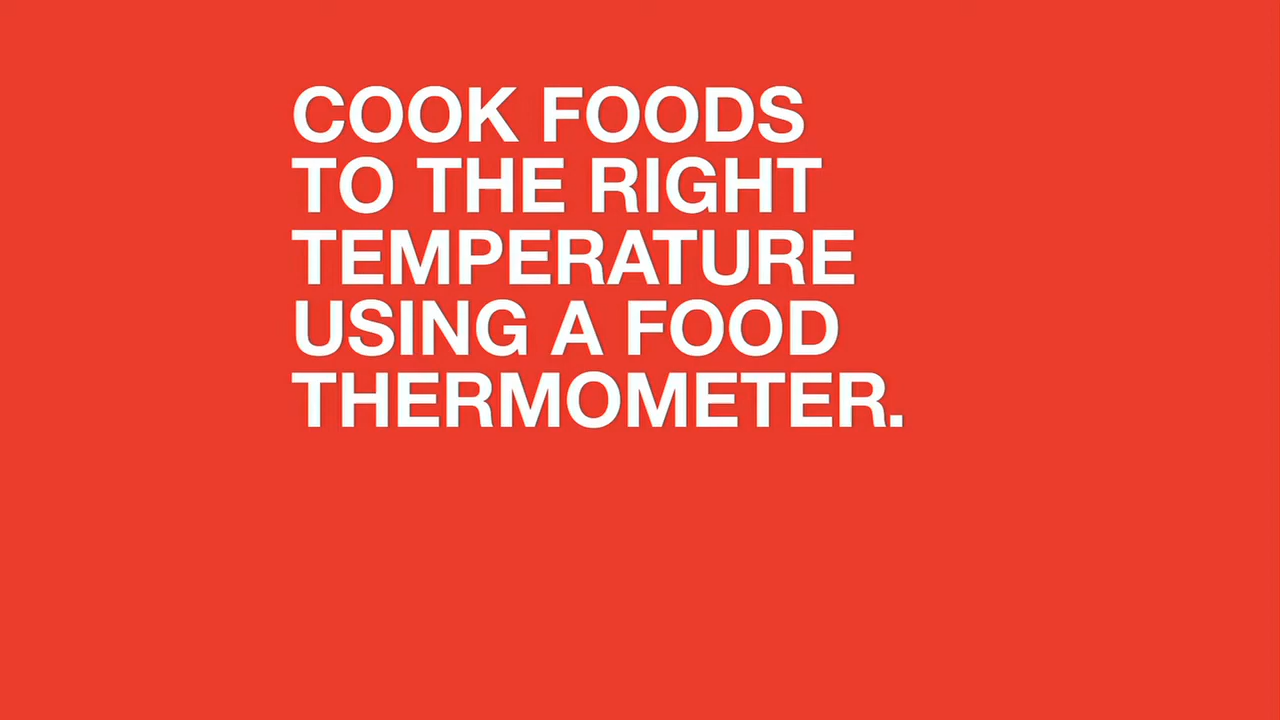 COOK FOODS
TO THE RIGHT
TEMPERATURE
USING A FOOD
THERMOMETER.